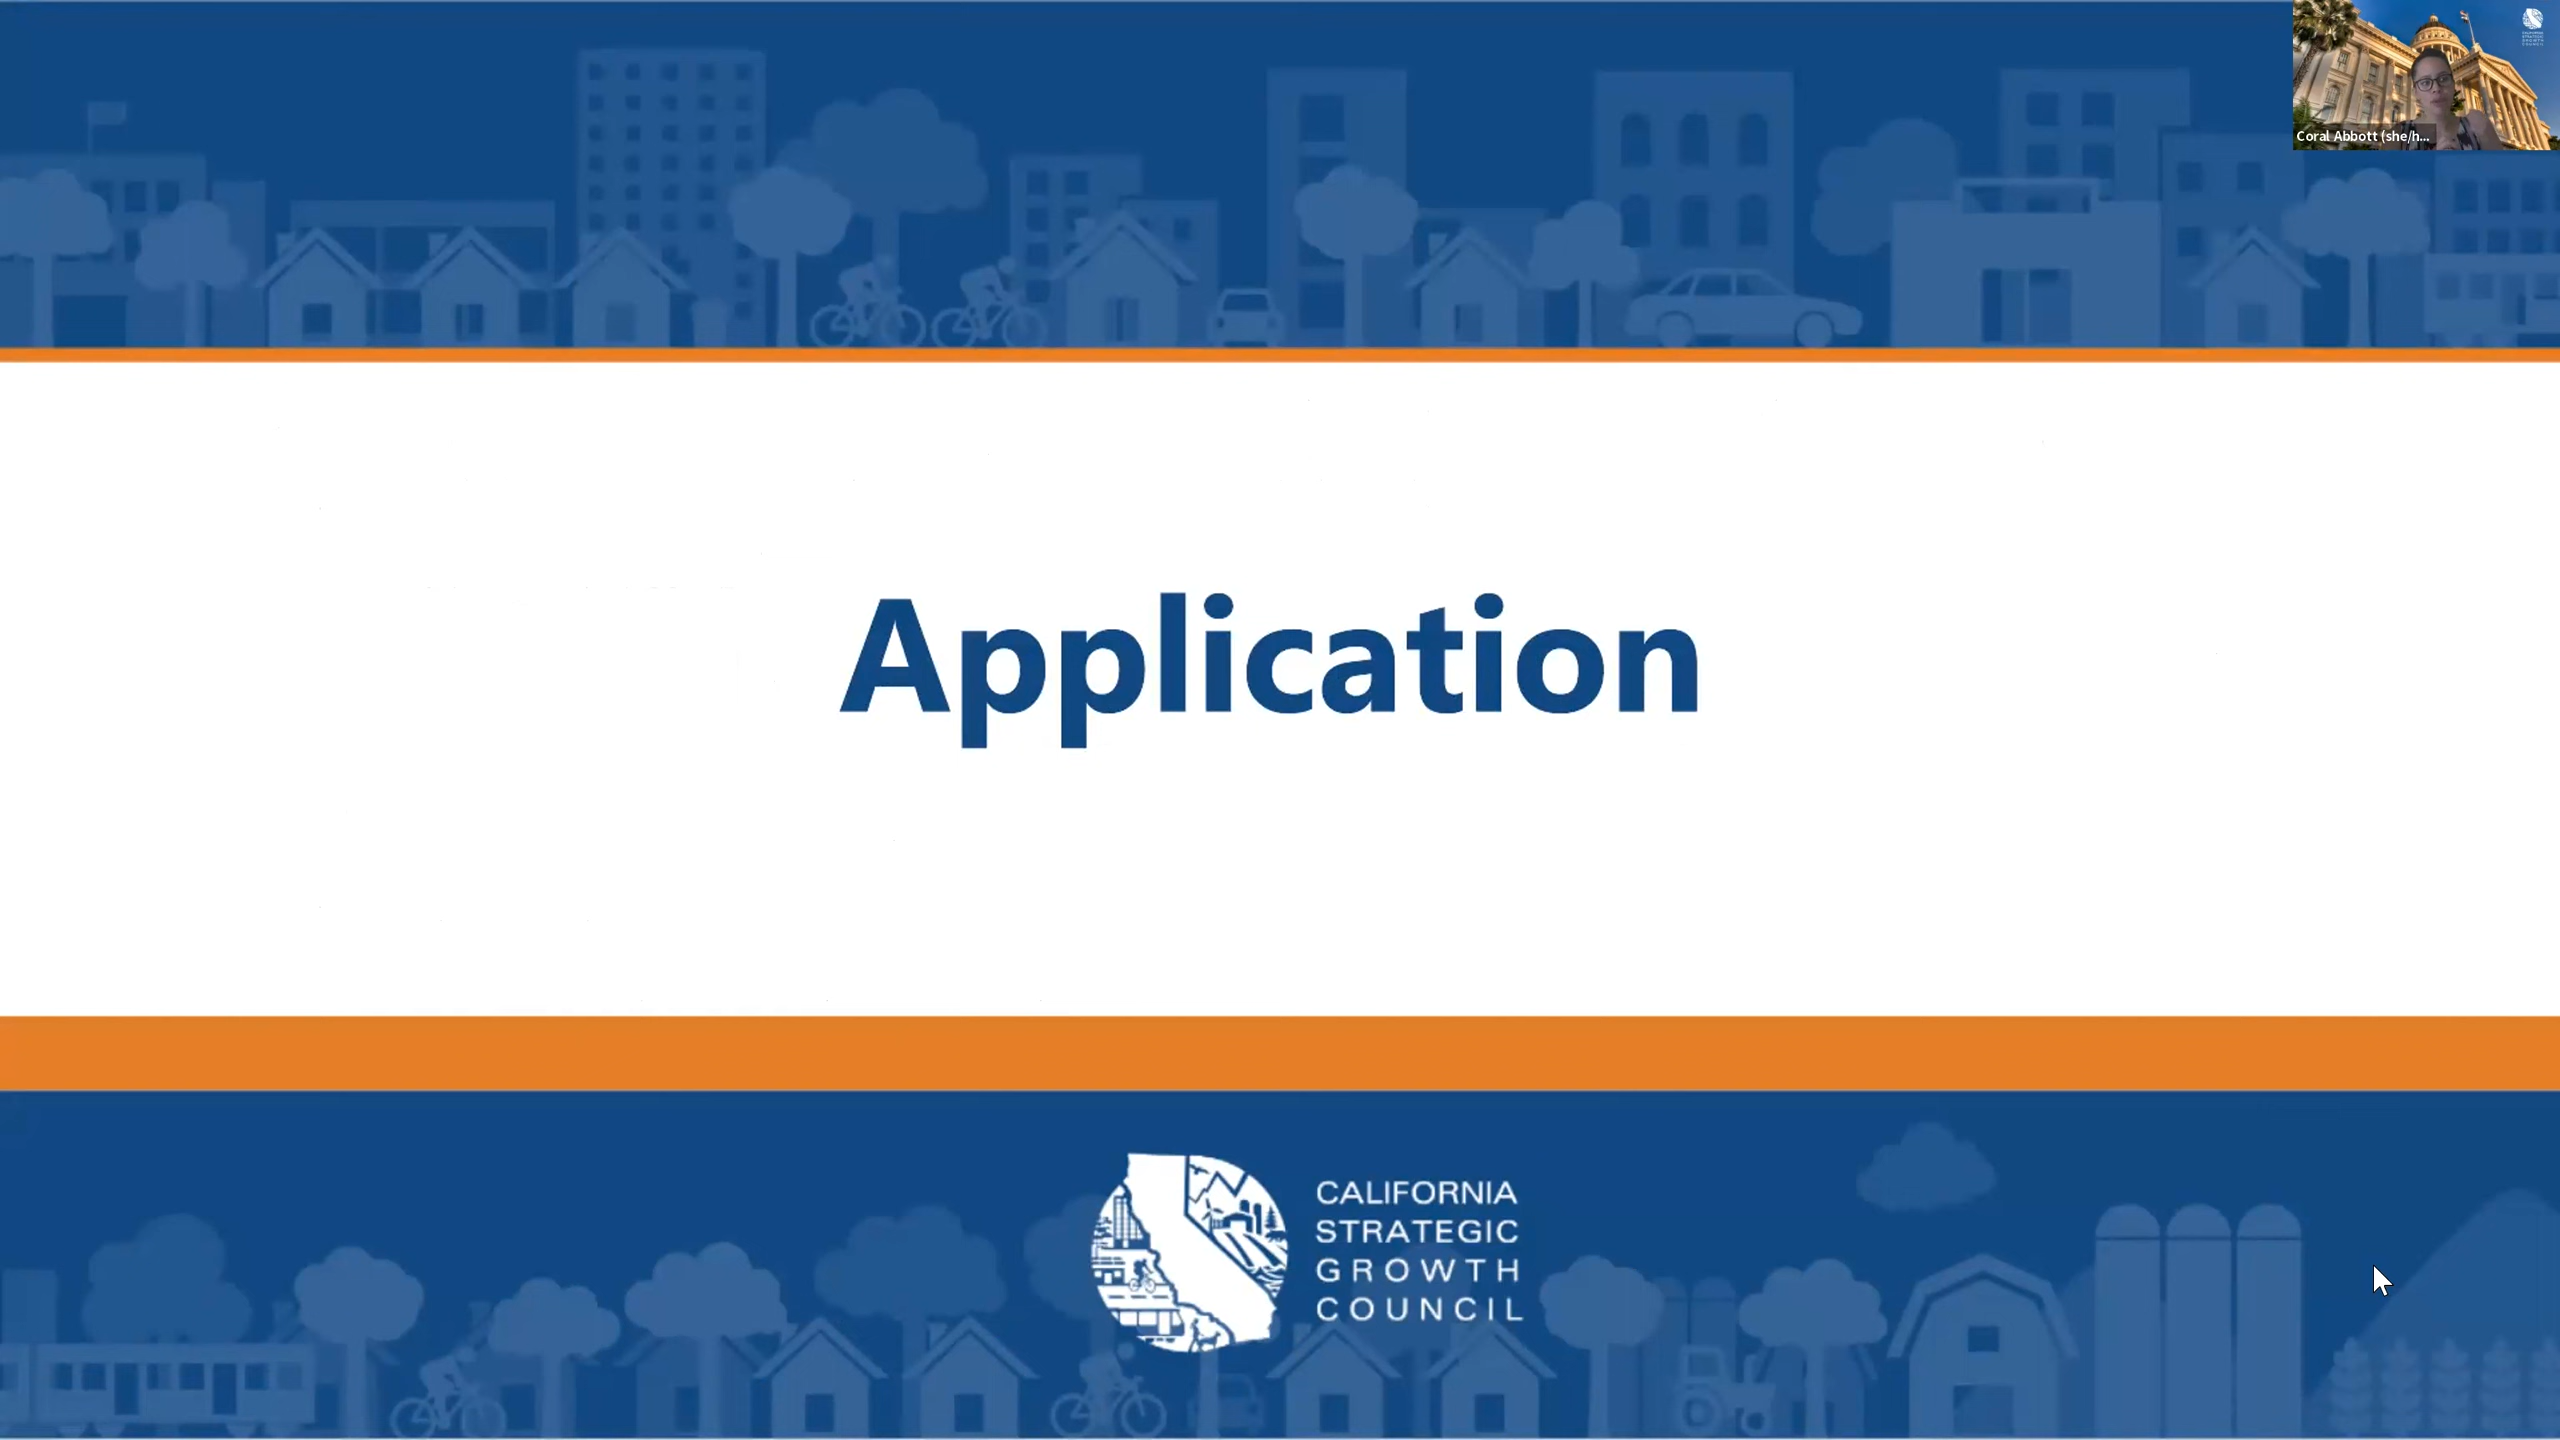 Coral Abbott (she/h...
Application
CALIFORNIA
STRATEGIC
GROWTH
COUNCIL